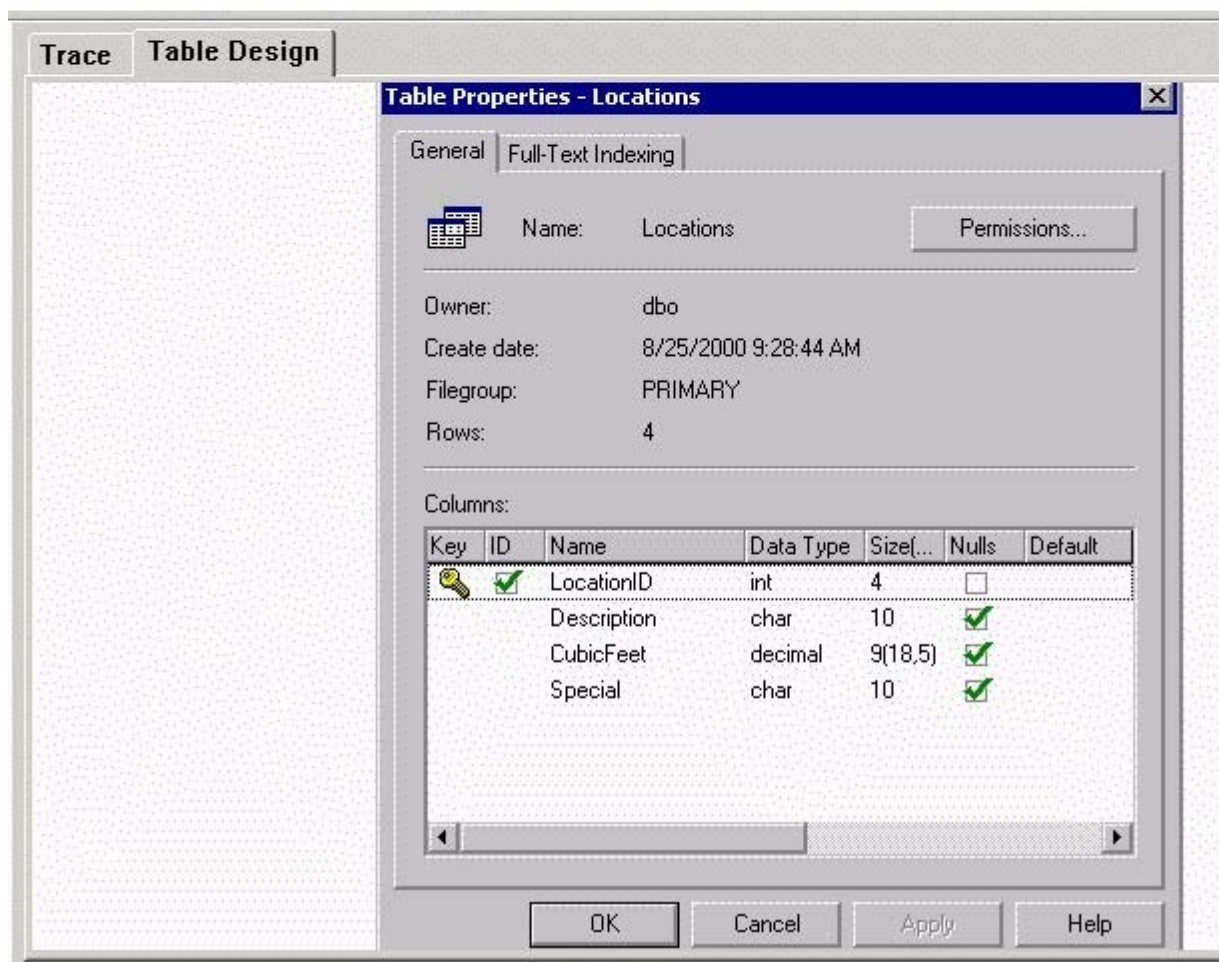 Trace Table Design
Table Properties - Locations
General Full-Text Indexing
Name: Locations Permissions...
Owner: dbo
Create date: 8/25/2000 9:28:44 AM
Filegroup: PRIMARY
Rows: 4
Columns:
Key ID Name Data Type Size(... Nulls Default
LocationID int 4
Description char 10
CubicFeet decimal 9(18,5)
Special char 10
OK Cancel Apply Help